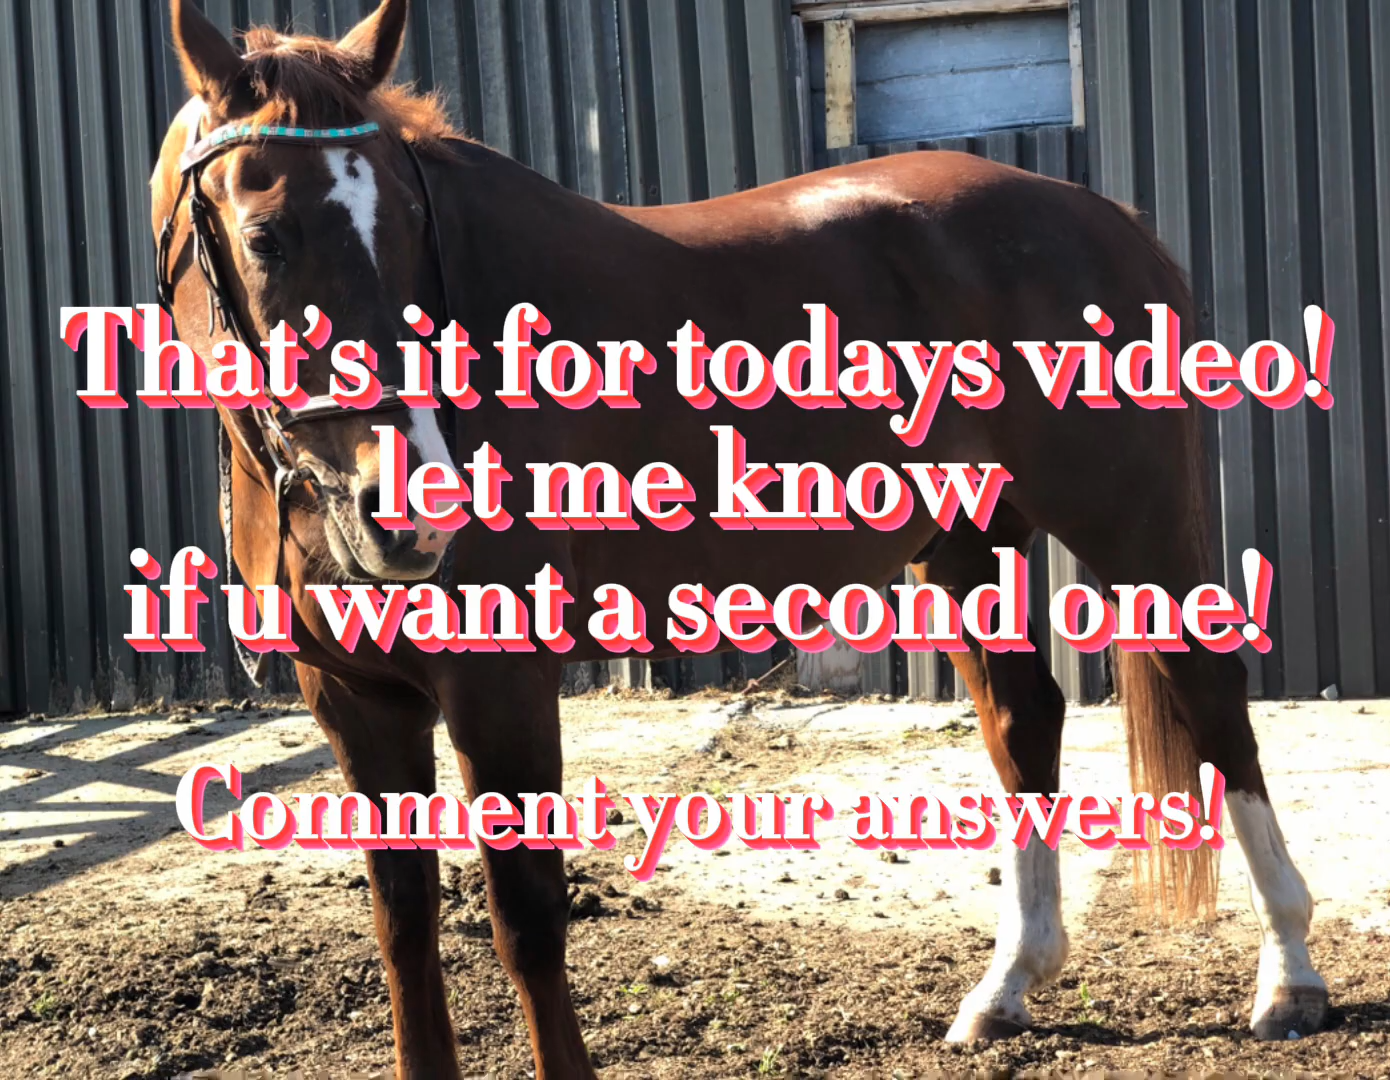 That's it for todays video!
let me know
if u want a second one!
Comment your answers!